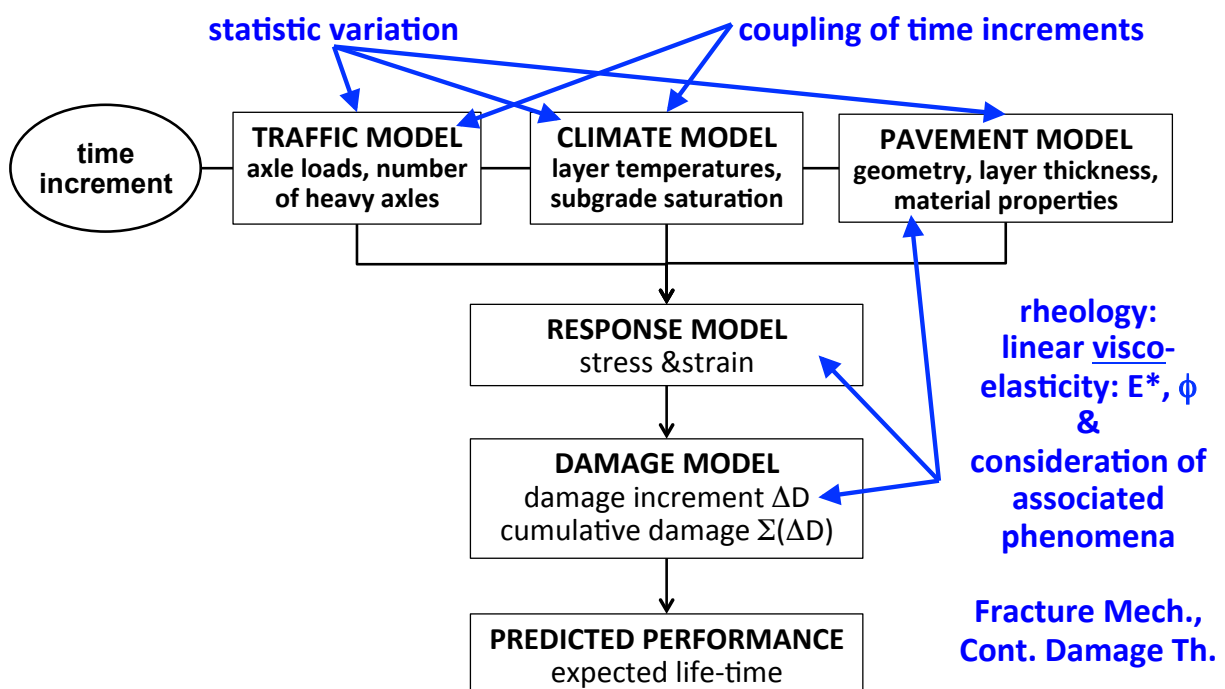 statistic variation
coupling of time increments
time
increment
TRAFFIC MODEL
axle loads, number
of heavy axles
CLIMATE MODEL
layer temperatures,
subgrade saturation
PAVEMENT MODEL
geometry, layer thickness,
material properties
RESPONSE MODEL
stress &strain
DAMAGE MODEL
damage increment ΔD
cumulative damage Σ(ΔD)
PREDICTED PERFORMANCE
expected life-time
rheology:
linear visco-
elasticity: E*, ϕ
&
consideration of
associated
phenomena
Fracture Mech.,
Cont. Damage Th.